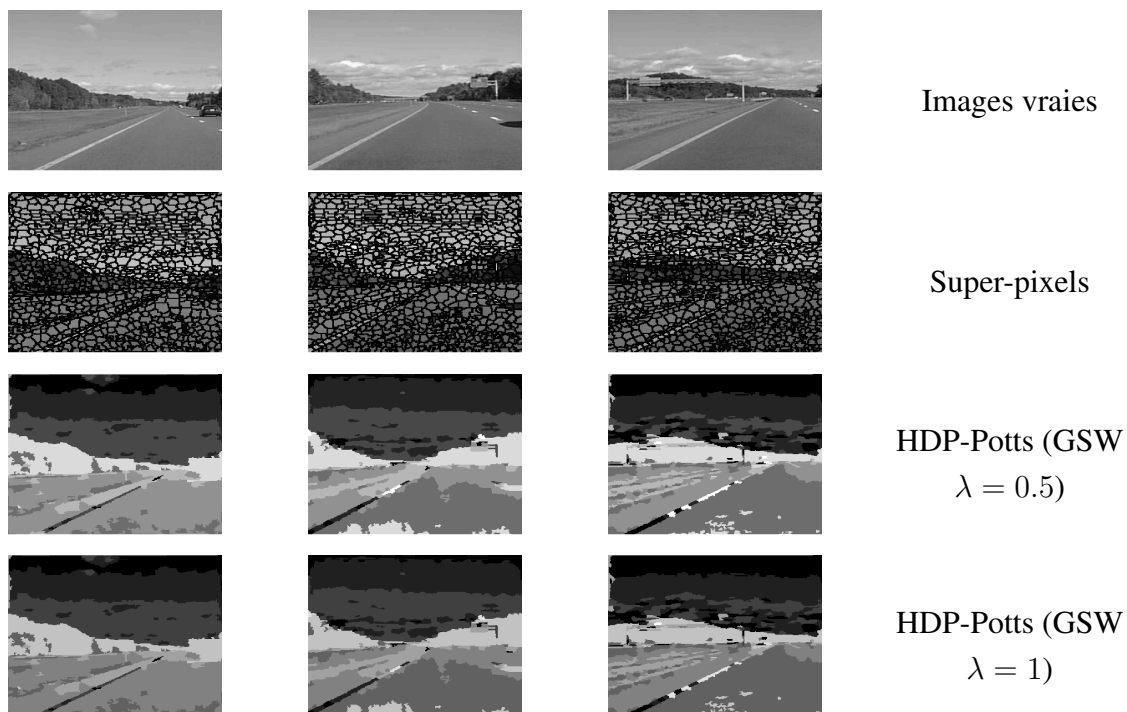 Images vraies
Super-pixels
HDP-Potts (GSW
λ = 0.5)
HDP-Potts (GSW
λ = 1)